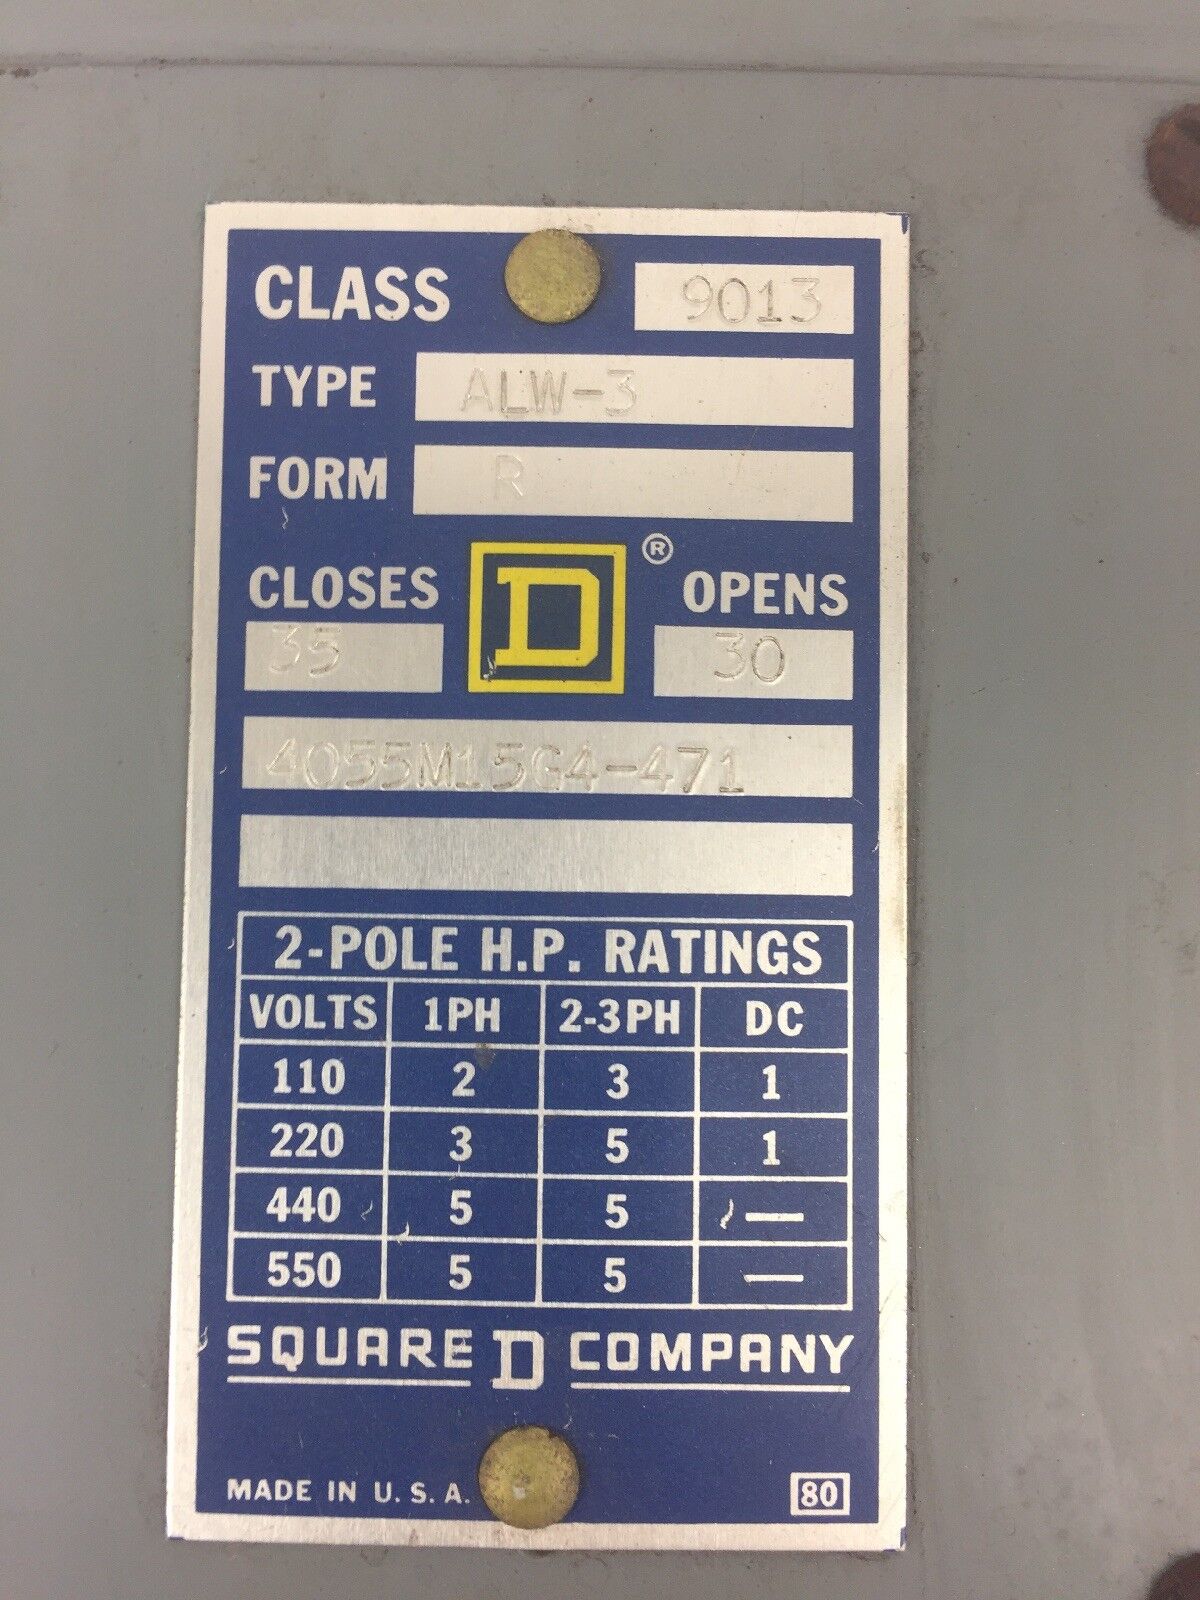 CLASS 9013
TYPE ALW-3
FORM R
CLOSES D ® OPENS
35 30
4055M15G4-471
2-POLE H.P. RATINGS
VOLTS 1PH 2-3PH DC
110 2 3 1
220 3 5 1
440 5 5 —
550 5 5 —
SQUARE D COMPANY
MADE IN U.S.A. 80